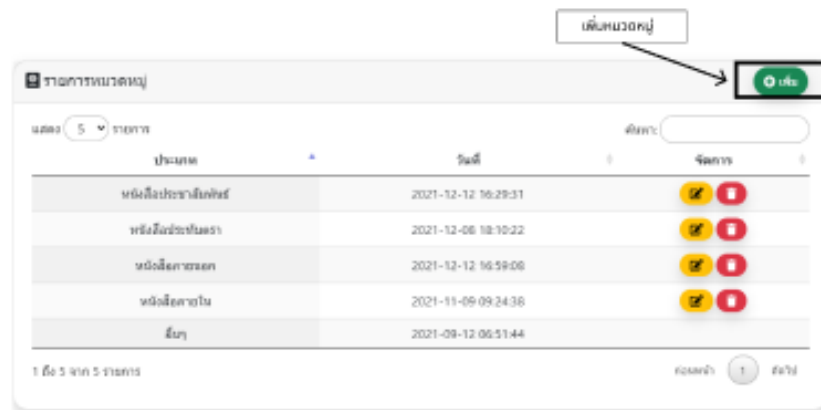 เพิ่มหมวดหมู่
รายการหมวดหมู่ เพิ่ม
แสดง 5 รายการ ค้นหา:
ประเภท วันที่ จัดการ
หนังสือประชาสัมพันธ์ 2021-12-12 16:29:31
หนังสือประทับตรา 2021-12-08 18:10:22
หนังสือภายนอก 2021-12-12 16:59:08
หนังสือภายใน 2021-11-09 09:24:38
อื่นๆ 2021-09-12 06:51:44
1 ถึง 5 จาก 5 รายการ ก่อนหน้า 1 ถัดไป